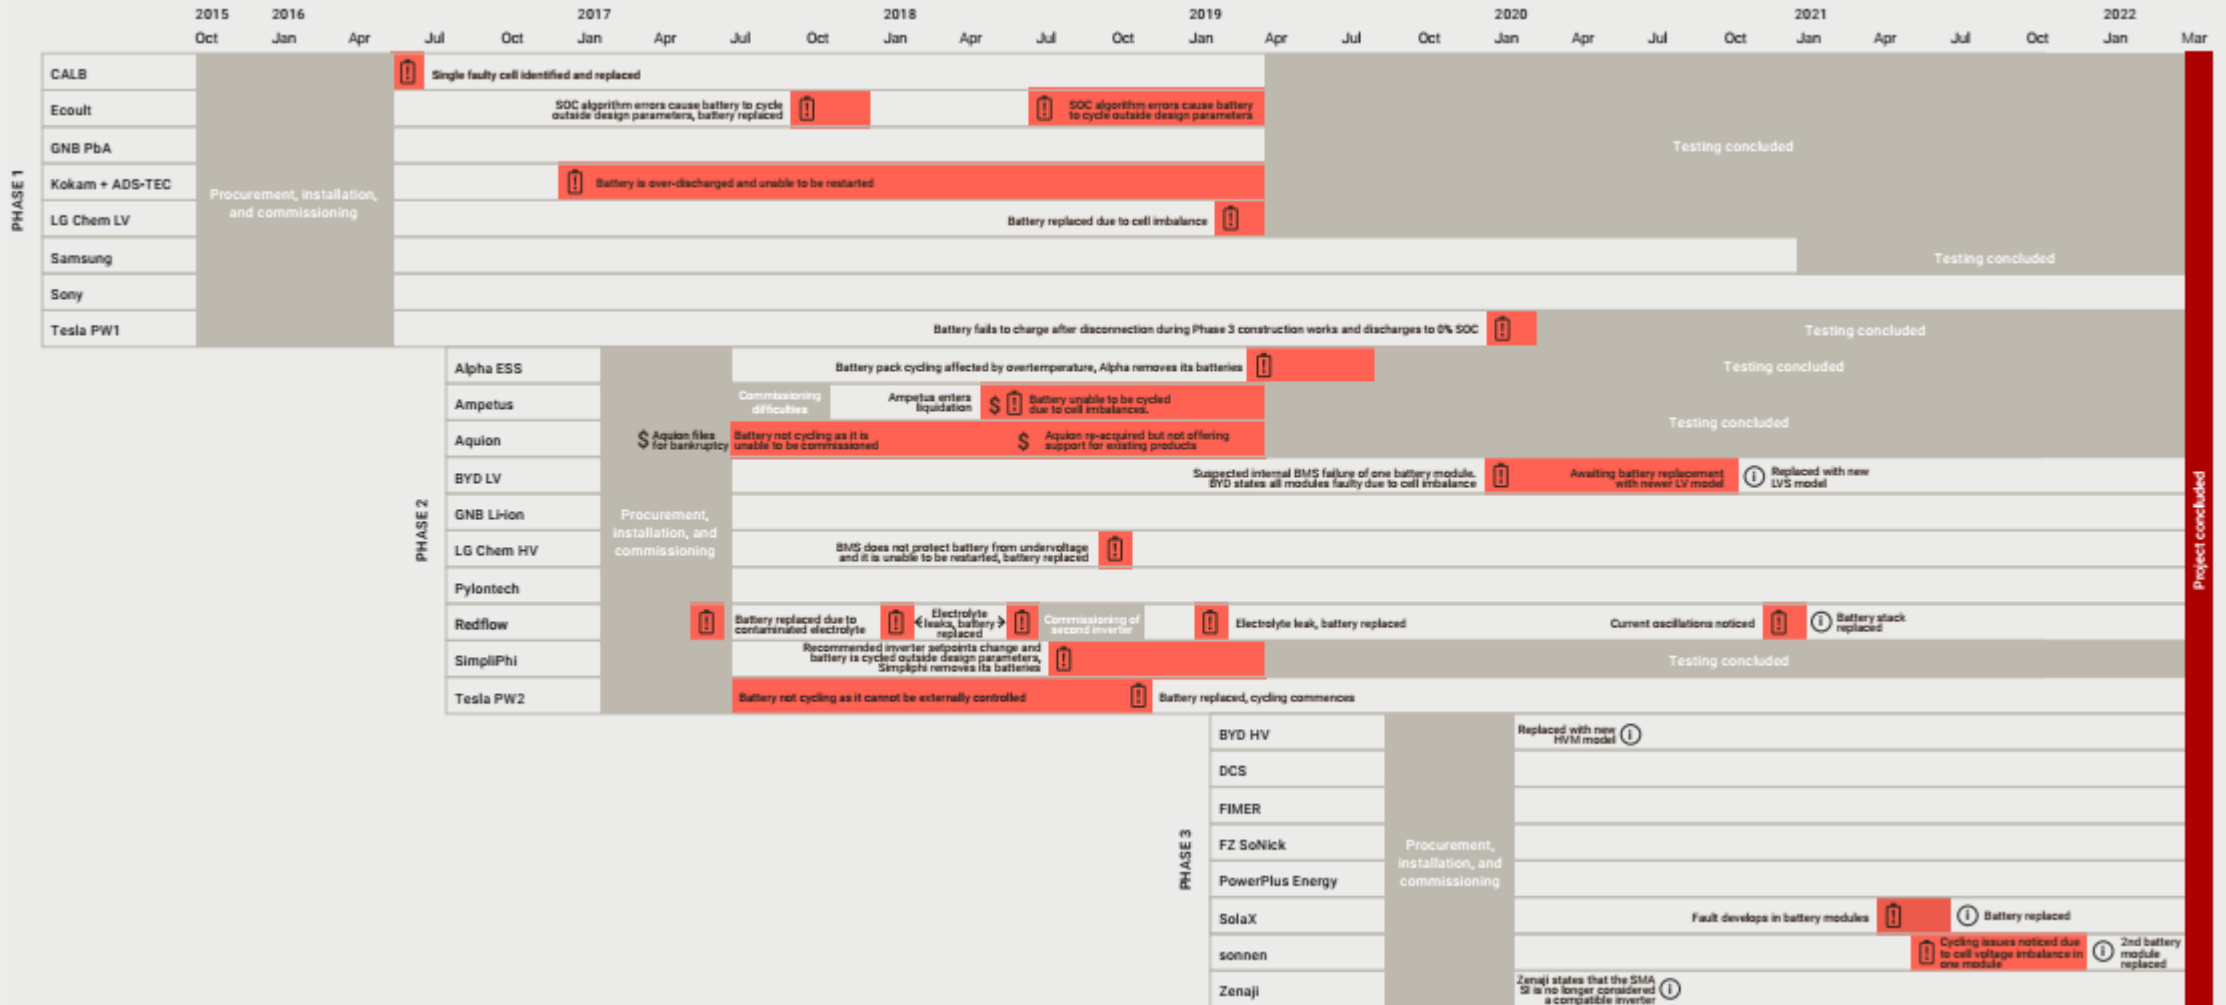 2015 2016 2017 2018 2019 2020 2021 2022
Oct Jan Apr Jul Oct Jan Apr Jul Oct Jan Apr Jul Oct Jan Apr Jul Oct Jan Apr Jul Oct Jan Apr Jul Oct Jan Mar
PHASE 1
Procurement, installation,
and commissioning
CALB
Single faulty cell identified and replaced
Ecoult
SOC algorithm errors cause battery to cycle
outside design parameters, battery replaced
SOC algorithm errors cause battery
to cycle outside design parameters
GNB PbA
Testing concluded
Kokam + ADS-TEC
Battery is over-discharged and unable to be restarted
LG Chem LV
Battery replaced due to cell imbalance
Samsung
Testing concluded
Sony
Tesla PW1
Battery fails to charge after disconnection during Phase 3 construction works and discharges to 0% SOC
Testing concluded
PHASE 2
Procurement,
installation, and
commissioning
Alpha ESS
Battery pack cycling affected by overtemperature, Alpha removes its batteries
Testing concluded
Ampetus
Commissioning
difficulties
Ampetus enters
liquidation
$
Battery unable to be cycled
due to cell imbalances.
Testing concluded
Aquion
$
Aquion files
for bankruptcy
Battery not cycling as it is
unable to be commissioned
$
Aquion re-acquired but not offering
support for existing products
BYD LV
Suspected internal BMS failure of one battery module.
BYD states all modules faulty due to cell imbalance
Awaiting battery replacement
with newer LV model
Replaced with new
LVS model
GNB Li-ion
LG Chem HV
BMS does not protect battery from undervoltage
and it is unable to be restarted, battery replaced
Pylontech
Redflow
Battery replaced due to
contaminated electrolyte
Electrolyte
leaks, battery
replaced
Commissioning of
second inverter
Electrolyte leak, battery replaced
Current oscillations noticed
Battery stack
replaced
SimpliPhi
Recommended inverter setpoints change and
battery is cycled outside design parameters,
Simpliphi removes its batteries
Testing concluded
Tesla PW2
Battery not cycling as it cannot be externally controlled
Battery replaced, cycling commences
PHASE 3
Procurement,
installation, and
commissioning
BYD HV
Replaced with new
HVM model
DCS
FIMER
FZ SoNick
PowerPlus Energy
SolaX
Fault develops in battery modules
Battery replaced
sonnen
Cycling issues noticed due
to cell voltage imbalance in
one module
2nd battery
module
replaced
Zenaji
Zenaji states that the SMA
SI is no longer considered
a compatible inverter
Project concluded